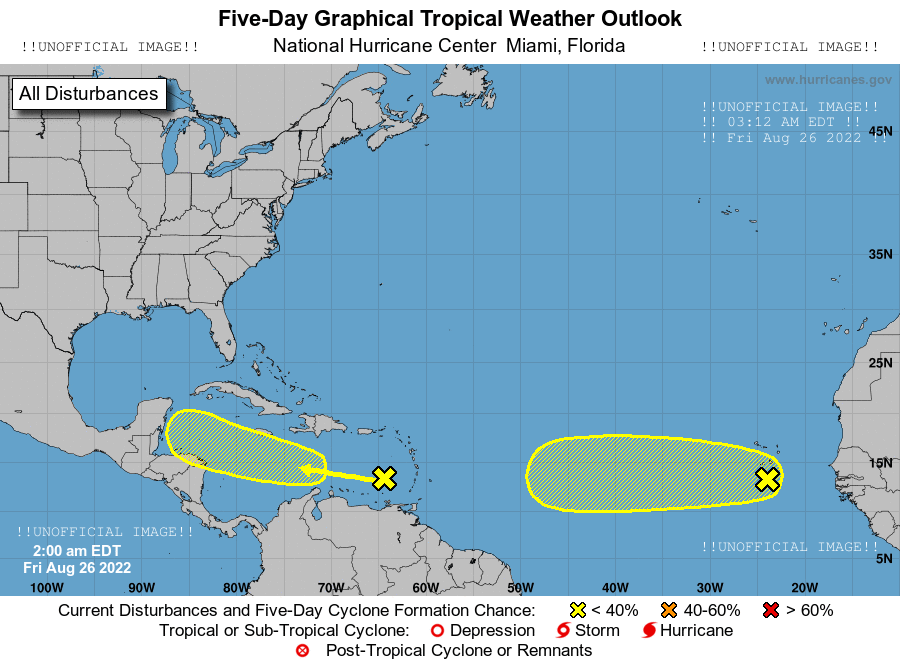 Five-Day Graphical Tropical Weather Outlook
!!UNOFFICIAL IMAGE!! National Hurricane Center Miami, Florida !!UNOFFICIAL IMAGE!!
All Disturbances
www.hurricanes.gov
!!UNOFFICIAL IMAGE!!
!! 03:12 AM EDT !!
!! Fri Aug 26 2022 !!
45N
35N
25N
15N
!!UNOFFICIAL IMAGE!!
2:00 am EDT
Fri Aug 26 2022
!!UNOFFICIAL IMAGE!!
5N
100W 90W 80W 70W 60W 50W 40W 30W 20W
Current Disturbances and Five-Day Cyclone Formation Chance: < 40% 40-60% > 60%
Tropical or Sub-Tropical Cyclone: Depression Storm Hurricane
Post-Tropical Cyclone or Remnants